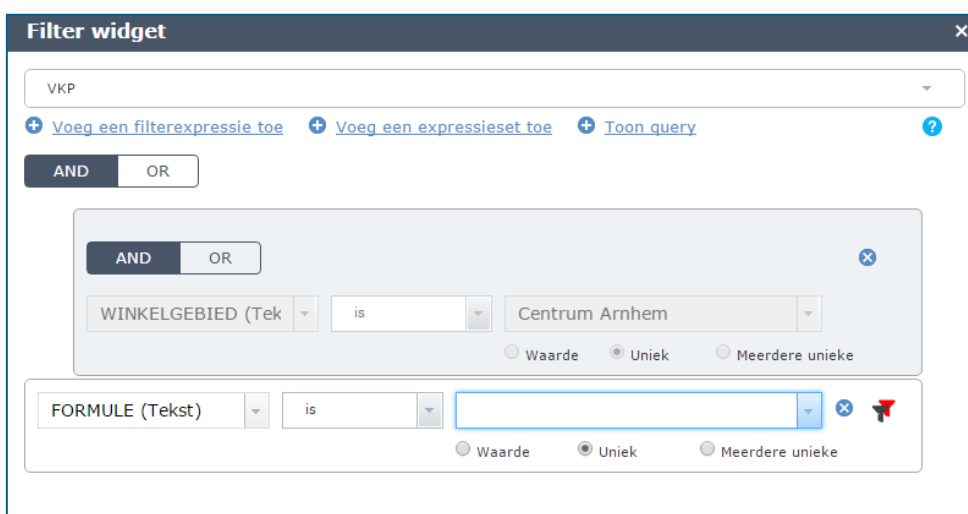 Filter widget
VKP
Voeg een filterexpressie toe Voeg een expressieset toe Toon query ?
AND OR
AND OR
WINKELGEBIED (Tek is Centrum Arnhem
Waarde Uniek Meerdere unieke
FORMULE (Tekst) is
Waarde Uniek Meerdere unieke